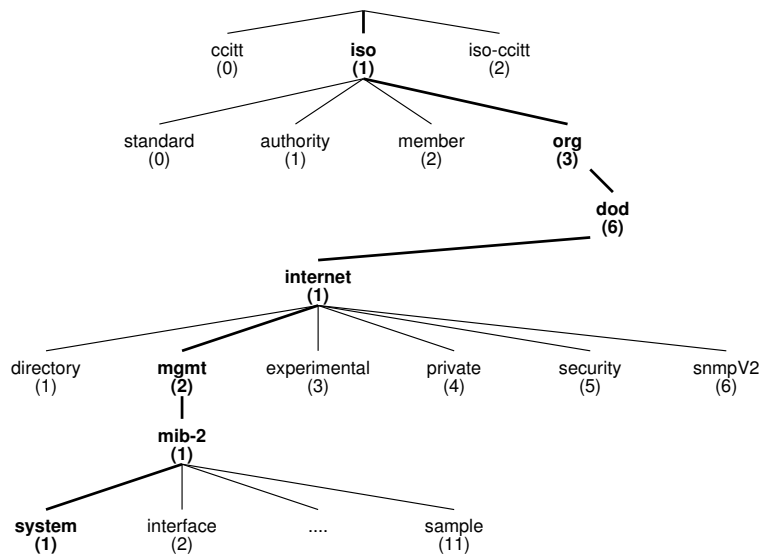 ccitt iso iso-ccitt
(0) (1) (2)
standard authority member org
(0) (1) (2) (3)
dod
(6)
internet
(1)
directory mgmt experimental private security snmpV2
(1) (2) (3) (4) (5) (6)
mib-2
(1)
system interface .... sample
(1) (2) (11)